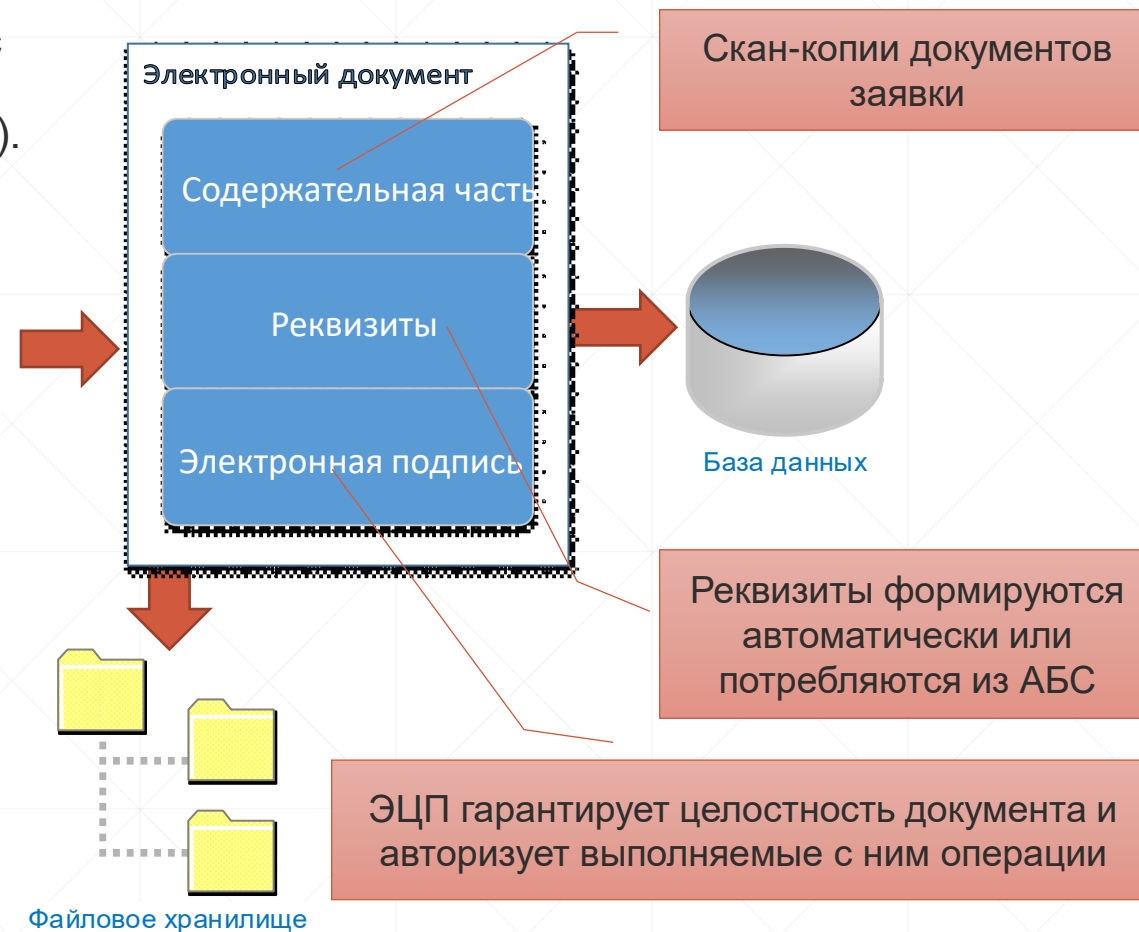 ).
Электронный документ
Содержательная часть
Реквизиты
Электронная подпись
Скан-копии документов
заявки
База данных
Реквизиты формируются
автоматически или
потребляются из АБС
ЭЦП гарантирует целостность документа и
авторизует выполняемые с ним операции
Файловое хранилище